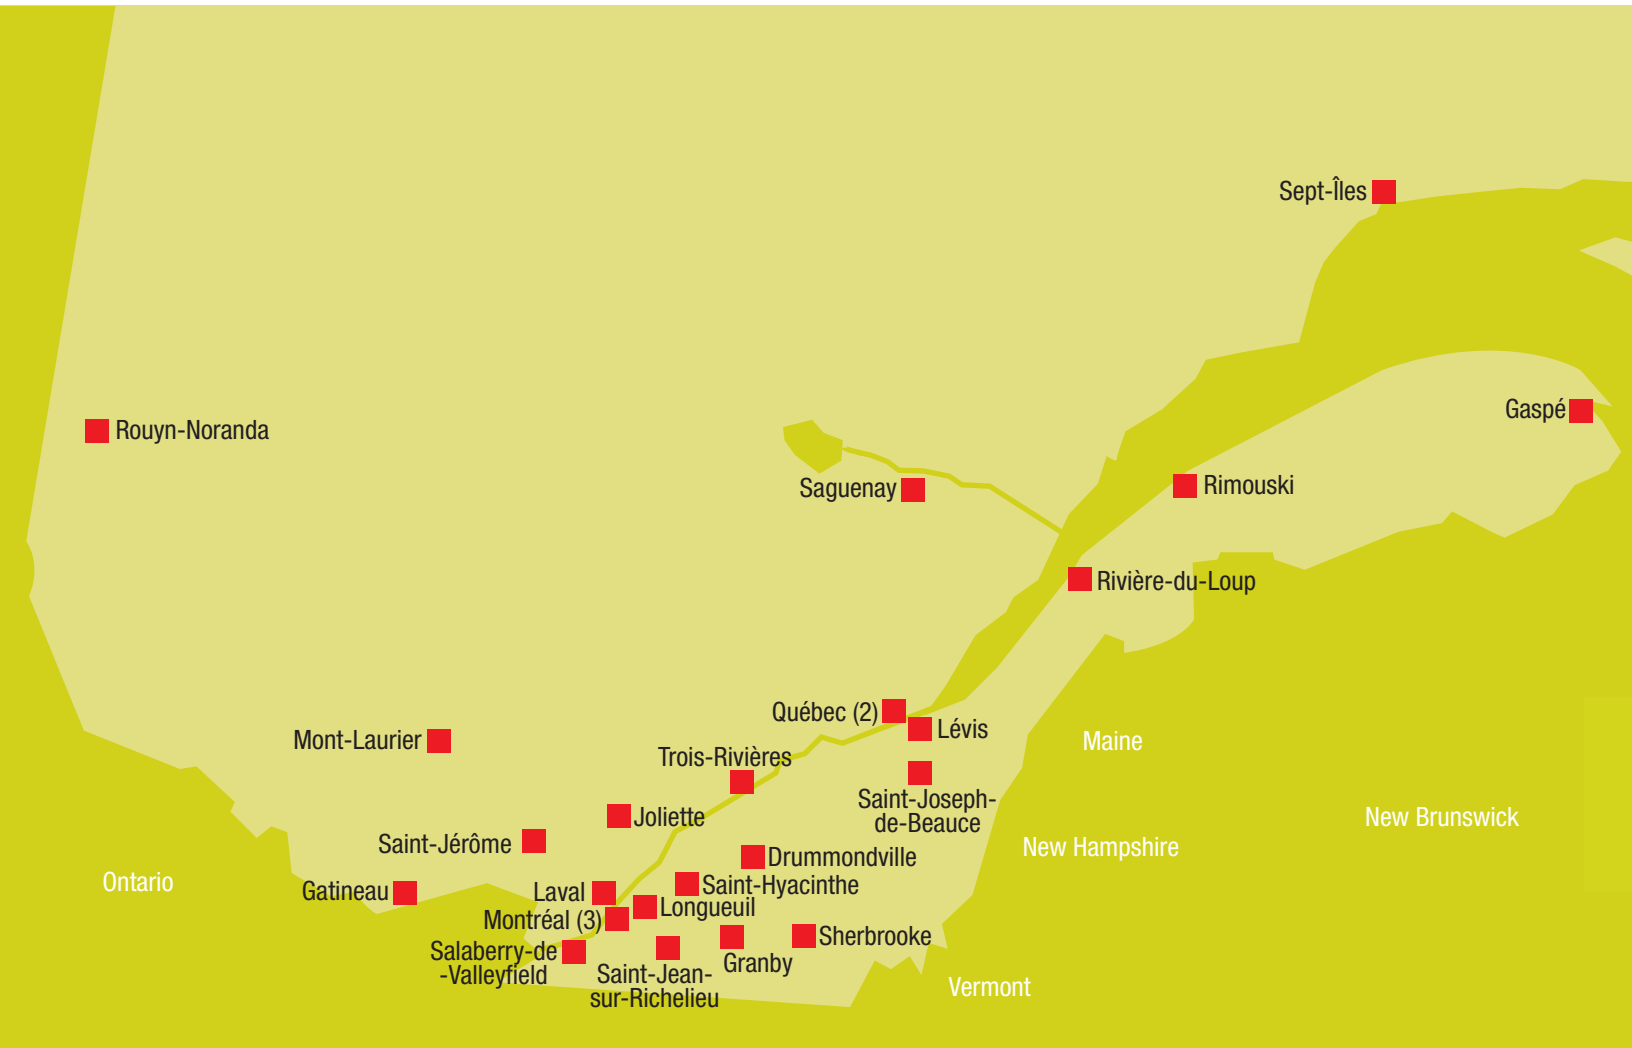 Sept-Îles
Gaspé
Rouyn-Noranda
Saguenay
Rimouski
Rivière-du-Loup
Québec (2)
Lévis
Mont-Laurier
Maine
Trois-Rivières
Saint-Joseph-
de-Beauce
Joliette
New Brunswick
Saint-Jérôme
New Hampshire
Drummondville
Ontario
Gatineau
Laval
Saint-Hyacinthe
Longueuil
Montréal (3)
Sherbrooke
Salaberry-de
-Valleyfield
Granby
Saint-Jean-
sur-Richelieu
Vermont